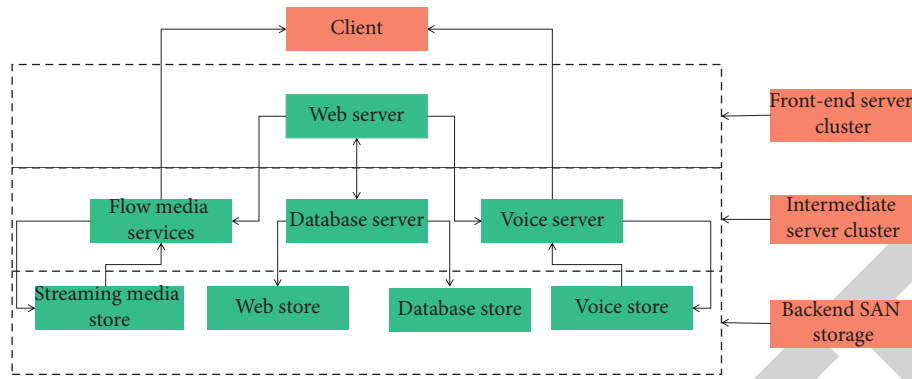 Client
Web server
Front-end server
cluster
Flow media
services
Database server
Voice server
Intermediate
server cluster
Streaming media
store
Web store
Database store
Voice store
Backend SAN
storage